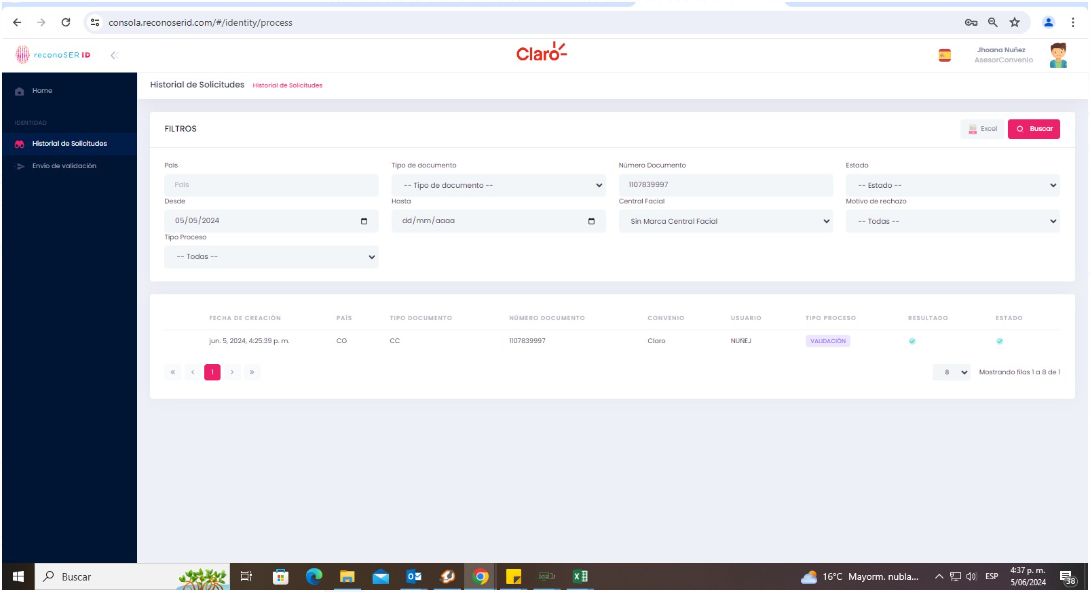 consola.reconoserid.com/#/identity/process
reconoSER ID
Claro
Jhoana Nuñez
AsesorConvenio
Home
IDENTIDAD
Historial de Solicitudes
Envío de validación
Historial de Solicitudes Historial de Solicitudes
FILTROS
Excel
Buscar
País Tipo de documento Número Documento Estado
País -- Tipo de documento -- 1107839997 -- Estado --
Desde Hasta Central Facial Motivo de rechazo
05/05/2024 dd/mm/aaaa Sin Marca Central Facial -- Todas --
Tipo Proceso
-- Todas --
FECHA DE CREACIÓN PAÍS TIPO DOCUMENTO NÚMERO DOCUMENTO CONVENIO USUARIO TIPO PROCESO RESULTADO ESTADO
jun. 5, 2024, 4:25:39 p. m. CO CC 1107839997 Claro NUÑEJ VALIDACIÓN
« ‹ 1 › » 8 Mostrando filas 1 a 8 de 1
Buscar
16°C Mayorm. nubla... ESP
4:37 p. m.
5/06/2024
38